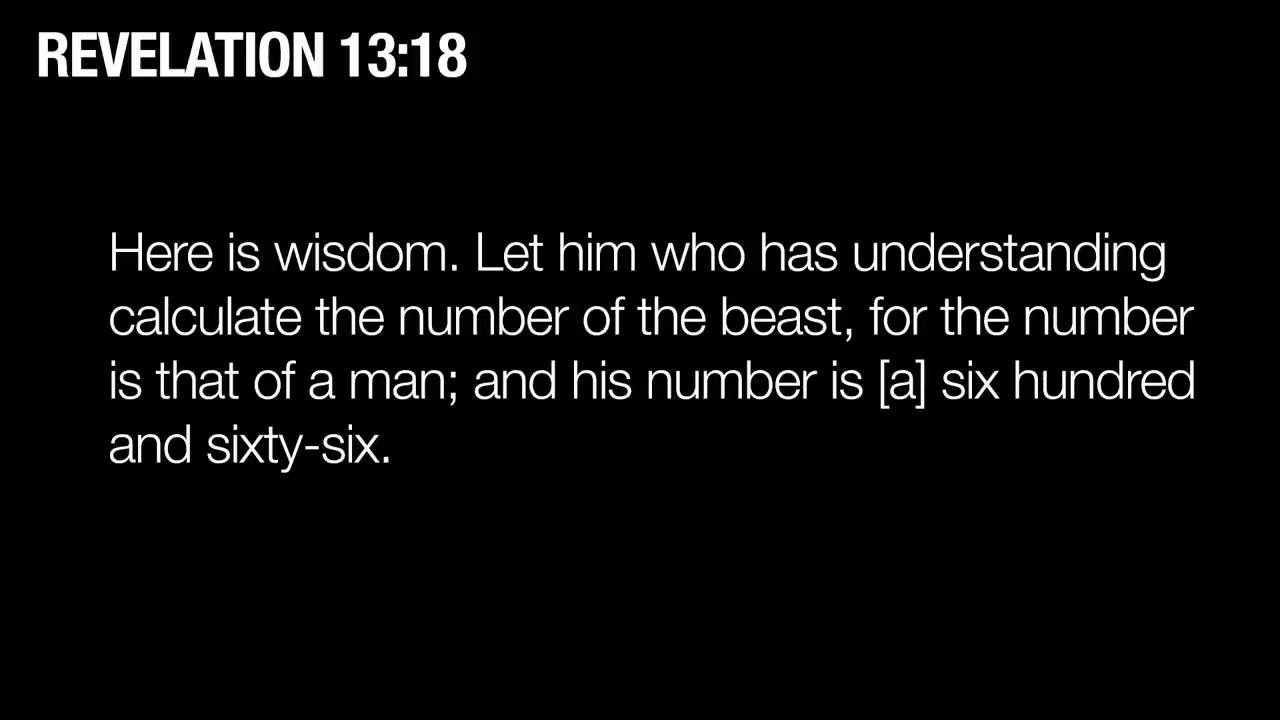 REVELATION 13:18
Here is wisdom. Let him who has understanding
calculate the number of the beast, for the number
is that of a man; and his number is [a] six hundred
and sixty-six.